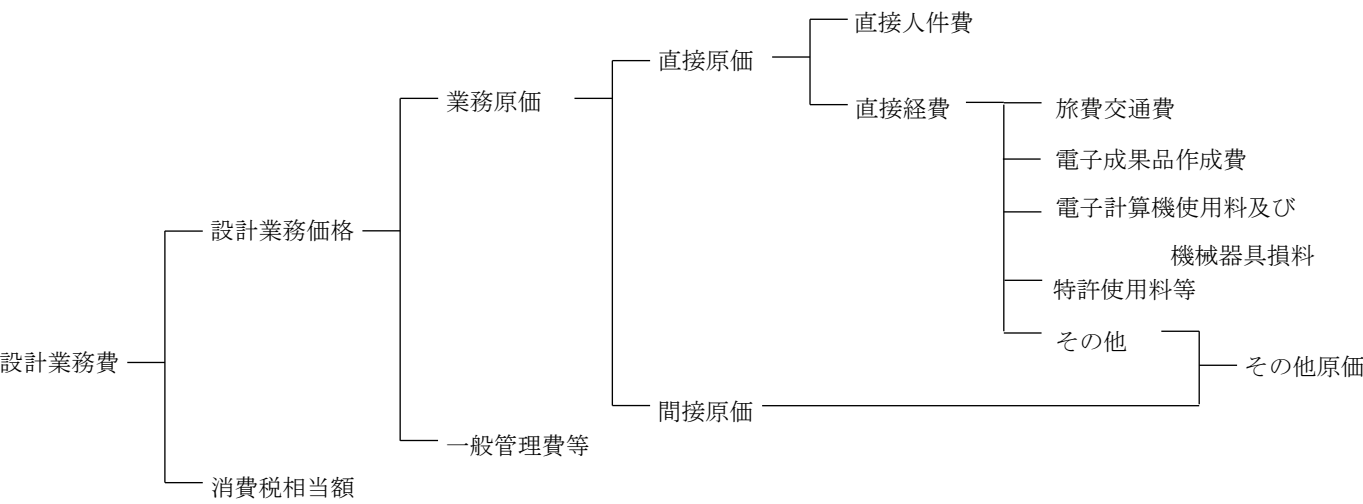 直接人件費
直接原価
業務原価
直接経費
旅費交通費
電子成果品作成費
電子計算機使用料及び
設計業務価格
機械器具損料
特許使用料等
その他
設計業務費
その他原価
間接原価
一般管理費等
消費税相当額